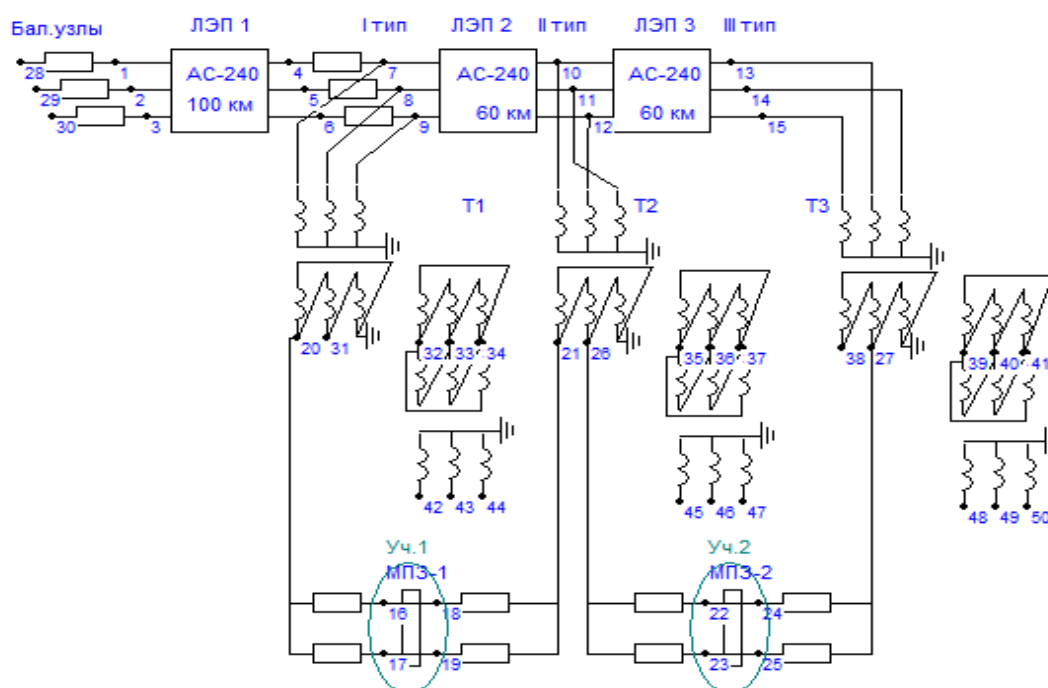 Бал.узлы ЛЭП 1 I тип ЛЭП 2 II тип ЛЭП 3 III тип
28 1 4 7 10 13
АС-240 АС-240 АС-240
29 2 5 8 11 14
100 км 60 км 60 км
30 3 6 9 12 15
Т1 Т2 Т3
20 31 32 33 34 21 26 35 36 37 38 27 39 40 41
42 43 44 45 46 47 48 49 50
Уч.1 Уч.2
МПЗ-1 МПЗ-2
16 18 22 24
17 19 23 25